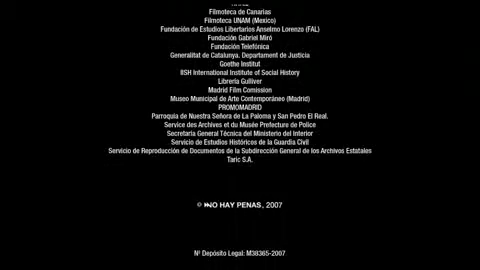 Filmoteca de Canarias
Filmoteca UNAM (Mexico)
Fundación de Estudios Libertarios Anselmo Lorenzo (FAL)
Fundación Gabriel Miró
Fundación Telefónica
Generalitat de Catalunya. Departament de Justicia
Goethe Institut
IISH International Institute of Social History
Librería Gulliver
Madrid Film Comission
Museo Municipal de Arte Contemporáneo (Madrid)
PROMOMADRID
Parroquia de Nuestra Señora de La Paloma y San Pedro El Real.
Service des Archives et du Musée Prefecture de Police
Secretaría General Técnica del Ministerio del Interior
Servicio de Estudios Históricos de la Guardia Civil
Servicio de Reproducción de Documentos de la Subdirección General de los Archivos Estatales
Taric S.A.
© NO HAY PENAS, 2007
Nº Depósito Legal: M38365-2007